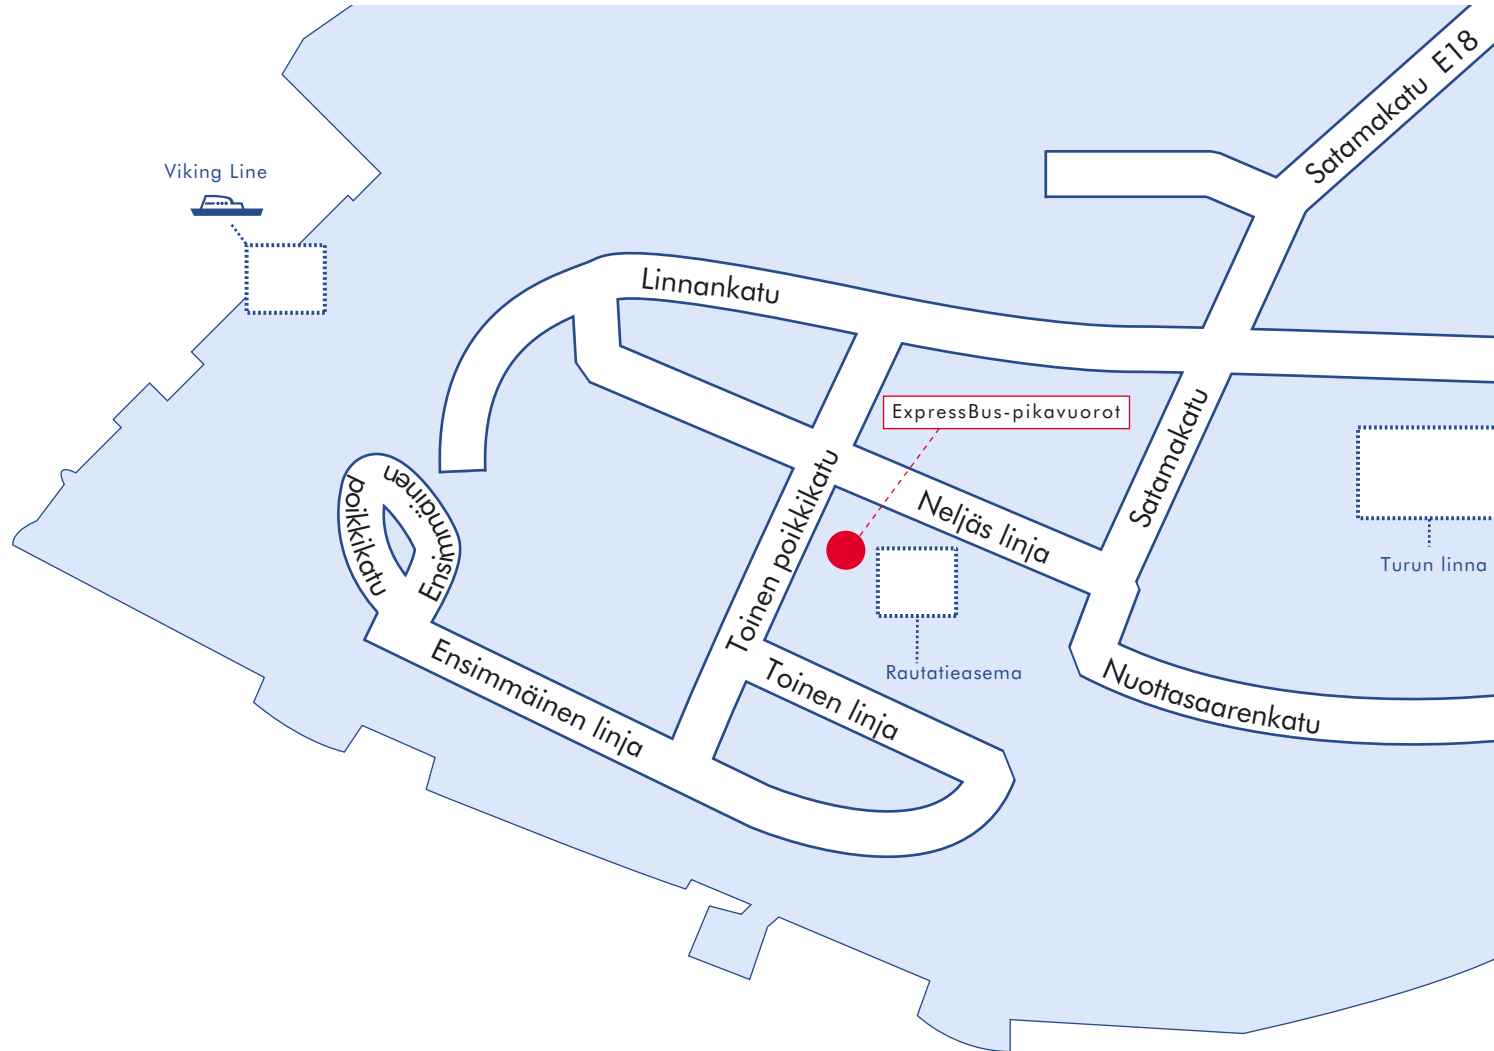 Satamakatu E18
Viking Line
Linnankatu
ExpressBus-pikavuorot
Satamakatu
Ensimmäinen
poikkikatu
Toinen poikkikatu
Neljäs linja
Turun linna
Rautatieasema
Ensimmäinen linja
Toinen linja
Nuottasaarenkatu